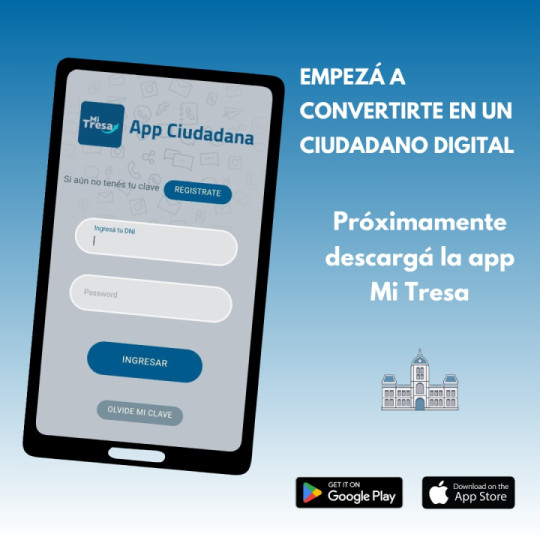 Mi
Tresa
App Ciudadana
Si aún no tenés tu clave
REGISTRATE
Ingresá tu DNI
Password
INGRESAR
OLVIDE MI CLAVE
EMPEZÁ A
CONVERTIRTE EN UN
CIUDADANO DIGITAL
Próximamente
descargá la app
Mi Tresa
GET IT ON
Google Play
Download on the
App Store